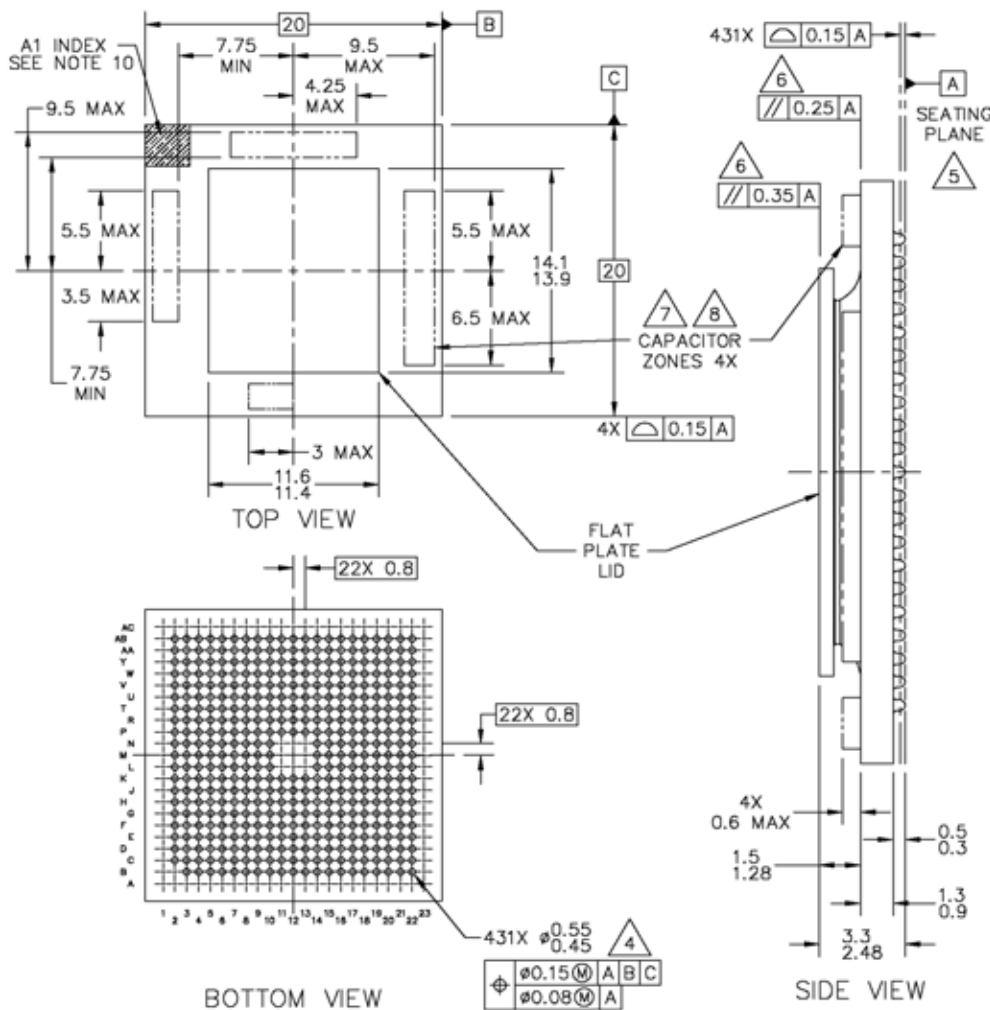 20
B
A1 INDEX
SEE NOTE 10
7.75
MIN
9.5
MAX
4.25
MAX
9.5 MAX
C
5.5
MAX
5.5 MAX
3.5
MAX
6.5 MAX
7.75
MIN
14.1
13.9
20
3 MAX
11.6
11.4
4X 0.15 A
TOP VIEW
7
8
CAPACITOR
ZONES 4X
FLAT
PLATE
LID
431X 0.15 A
6
// 0.25 A
6
// 0.35 A
A
SEATING
PLANE
5
4X
0.6 MAX
1.5
1.28
0.5
0.3
1.3
0.9
3.3
2.48
SIDE VIEW
22X 0.8
AC
AB
AA
Y
W
V
U
T
R
P
N
M
L
K
J
H
G
F
E
D
C
B
A
22X 0.8
1 3 5 7 9 11 13 15 17 19 21 23
2 4 6 8 10 12 14 16 18 20 22
431X ø0.55
0.45
4
⌖ ø0.15Ⓜ A B C
ø0.08Ⓜ A
BOTTOM VIEW